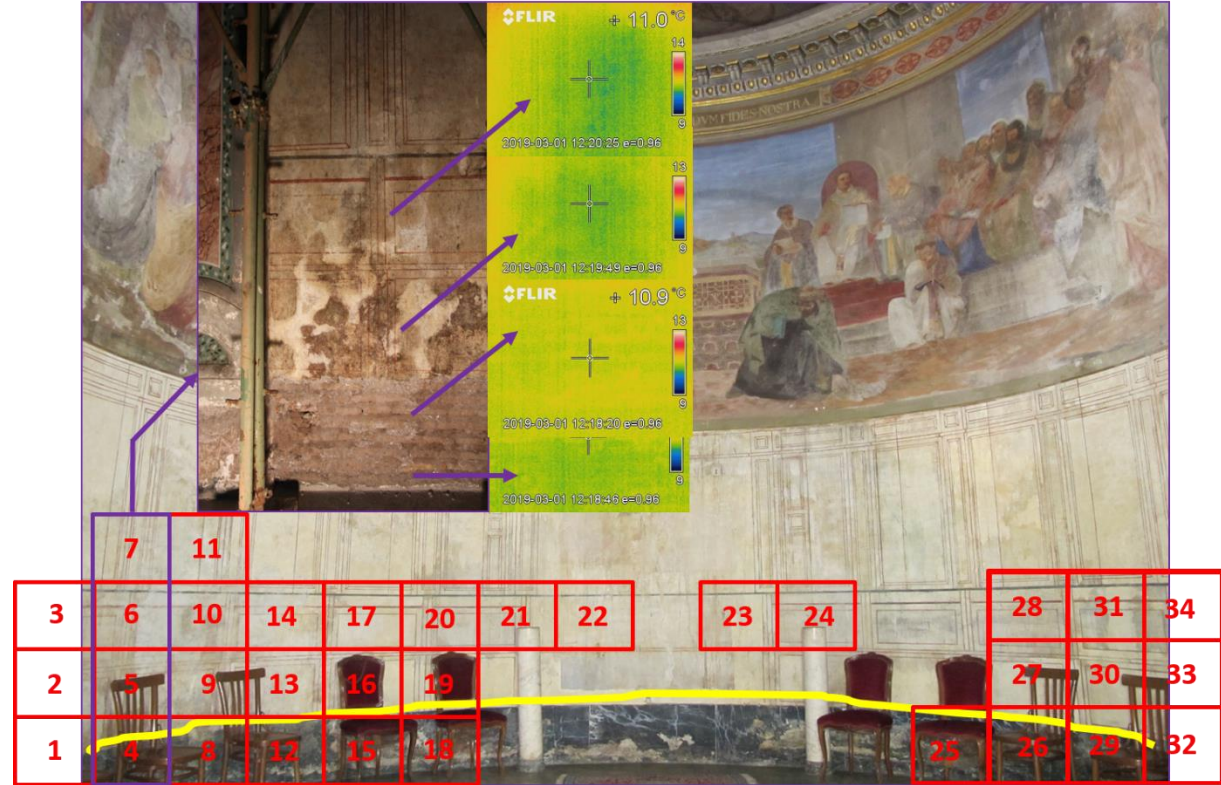 FLIR
+ 11.0 °C
14
9
2019-03-01 12:20:25 e=0.96
13
9
2019-03-01 12:19:49 e=0.96
FLIR
+ 10.9 °C
13
9
2019-03-01 12:18:20 e=0.96
9
2019-03-01 12:18:46 e=0.96
FIDES·NOSTRA
7 11
3 6 10 14 17 20 21 22 23 24 28 31 34
2 5 9 13 16 19 27 30 33
1 4 8 12 15 18 25 26 29 32